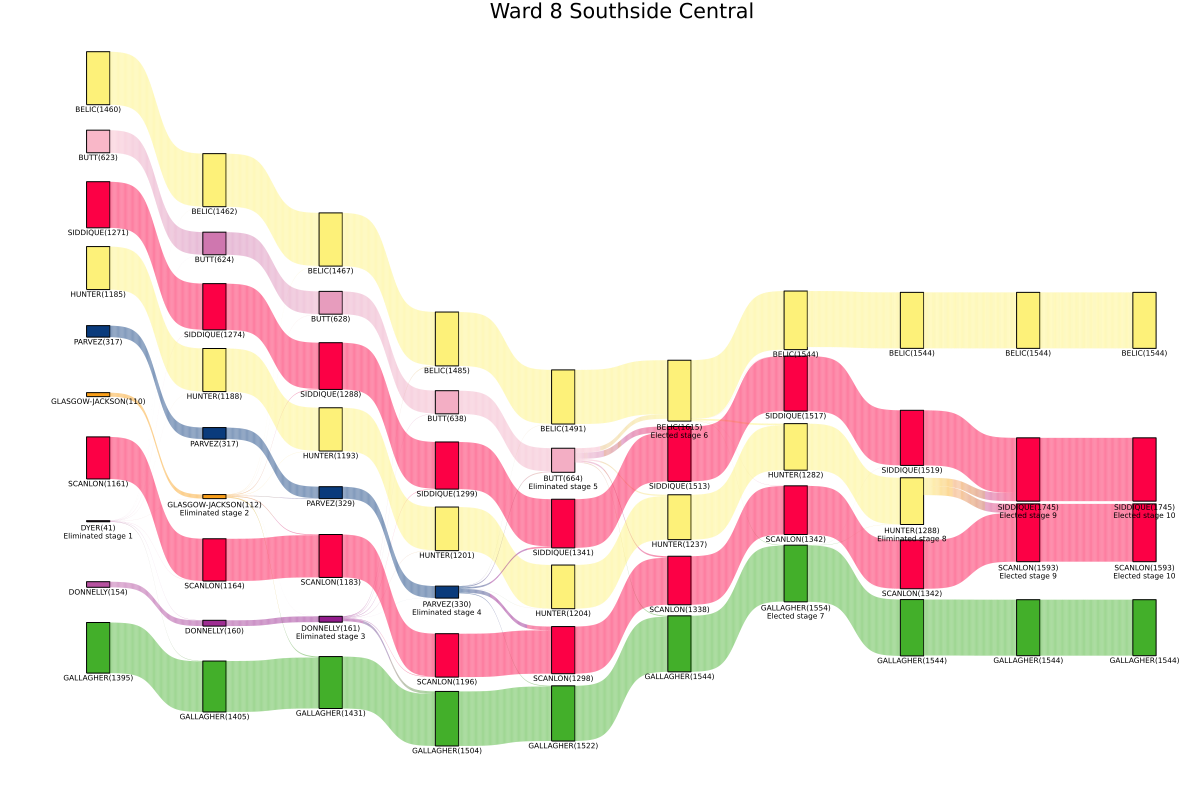 Ward 8 Southside Central
BELIC(1460)
BUTT(623)
SIDDIQUE(1271)
HUNTER(1185)
PARVEZ(317)
GLASGOW-JACKSON(110)
SCANLON(1161)
DYER(41)
Eliminated stage 1
DONNELLY(154)
GALLAGHER(1395)
BELIC(1462)
BUTT(624)
SIDDIQUE(1274)
HUNTER(1188)
PARVEZ(317)
GLASGOW-JACKSON(112)
Eliminated stage 2
SCANLON(1164)
DONNELLY(160)
GALLAGHER(1405)
BELIC(1467)
BUTT(628)
SIDDIQUE(1288)
HUNTER(1193)
PARVEZ(329)
SCANLON(1183)
DONNELLY(161)
Eliminated stage 3
GALLAGHER(1431)
BELIC(1485)
BUTT(638)
SIDDIQUE(1299)
HUNTER(1201)
PARVEZ(330)
Eliminated stage 4
SCANLON(1196)
GALLAGHER(1504)
BELIC(1491)
BUTT(664)
Eliminated stage 5
SIDDIQUE(1341)
HUNTER(1204)
SCANLON(1298)
GALLAGHER(1522)
BELIC(1615)
Elected stage 6
SIDDIQUE(1513)
HUNTER(1237)
SCANLON(1338)
GALLAGHER(1544)
BELIC(1544)
SIDDIQUE(1517)
HUNTER(1282)
SCANLON(1342)
GALLAGHER(1554)
Elected stage 7
BELIC(1544)
SIDDIQUE(1519)
HUNTER(1288)
Eliminated stage 8
SCANLON(1342)
GALLAGHER(1544)
BELIC(1544)
SIDDIQUE(1745)
Elected stage 9
SCANLON(1593)
Elected stage 9
GALLAGHER(1544)
BELIC(1544)
SIDDIQUE(1745)
Elected stage 10
SCANLON(1593)
Elected stage 10
GALLAGHER(1544)